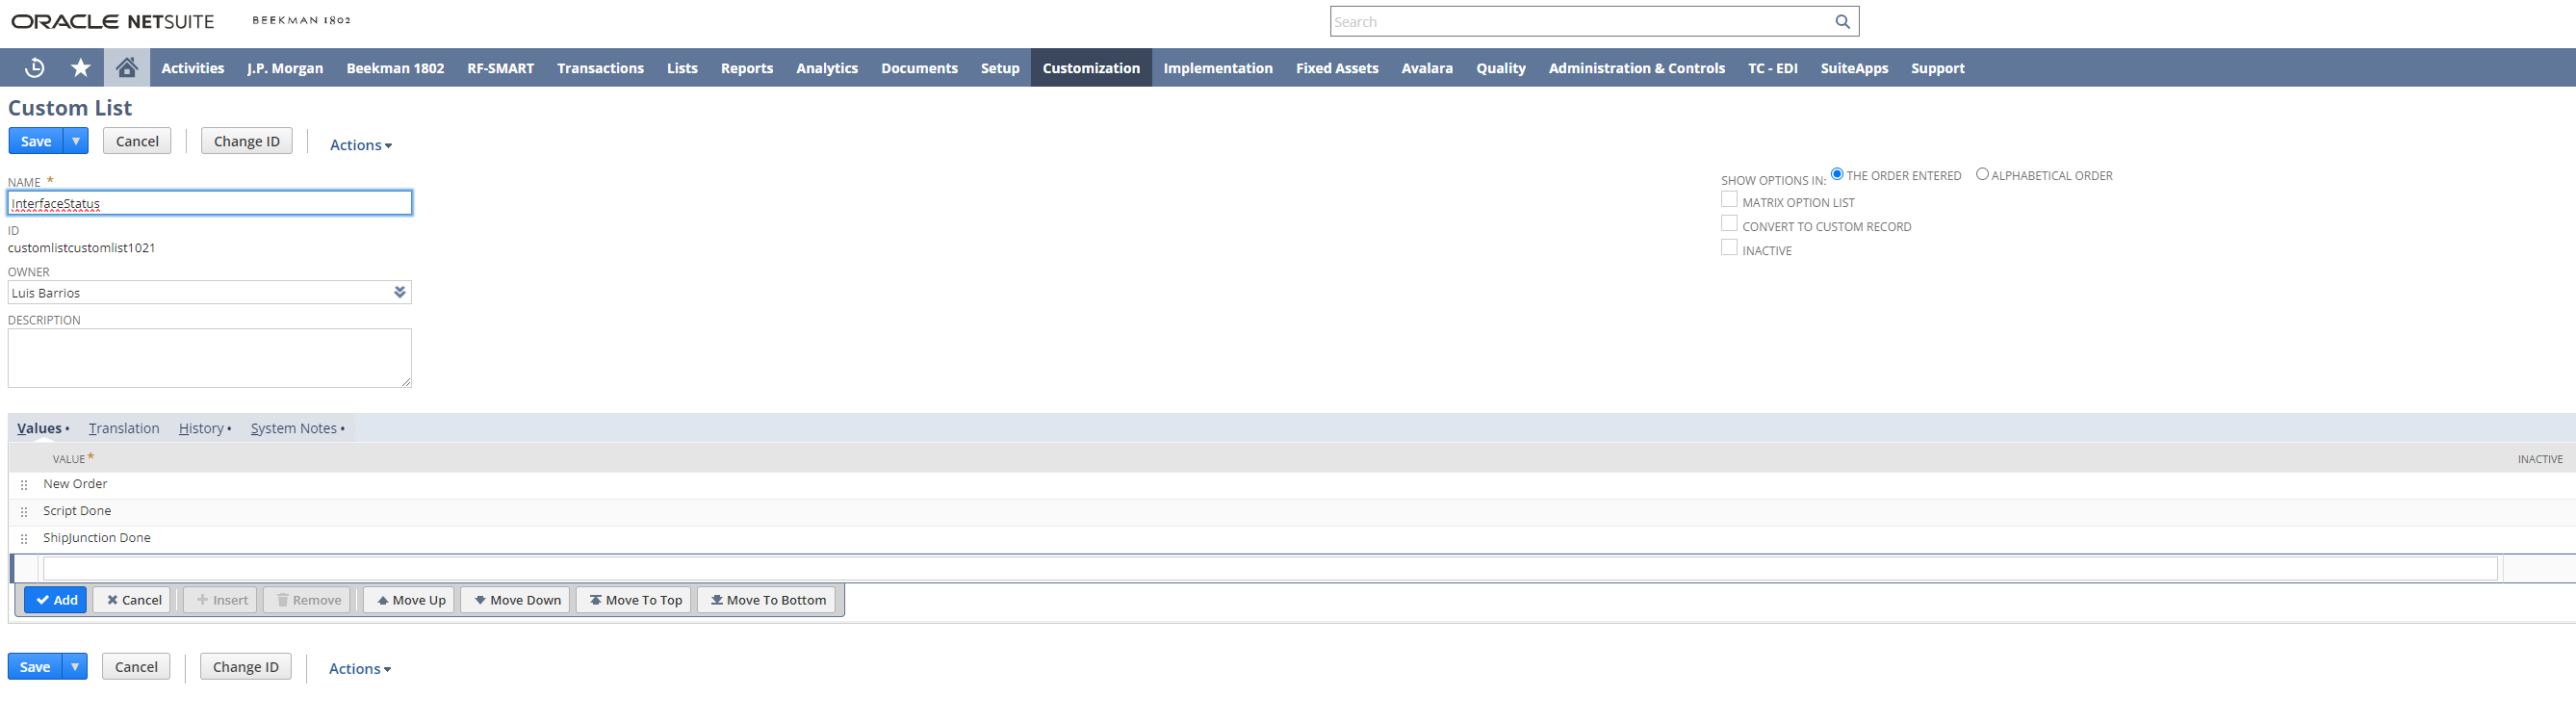 ORACLE NETSUITE BEEKMAN 1802 Search
Activities J.P. Morgan Beekman 1802 RF-SMART Transactions Lists Reports Analytics Documents Setup Customization Implementation Fixed Assets Avalara Quality Administration & Controls TC - EDI SuiteApps Support
Custom List
Save Cancel Change ID Actions
NAME *
InterfaceStatus
ID
customlistcustomlist1021
OWNER
Luis Barrios
DESCRIPTION
SHOW OPTIONS IN: THE ORDER ENTERED ALPHABETICAL ORDER
MATRIX OPTION LIST
CONVERT TO CUSTOM RECORD
INACTIVE
Values • Translation History • System Notes •
VALUE * INACTIVE
New Order
Script Done
ShipJunction Done
Add Cancel Insert Remove Move Up Move Down Move To Top Move To Bottom
Save Cancel Change ID Actions